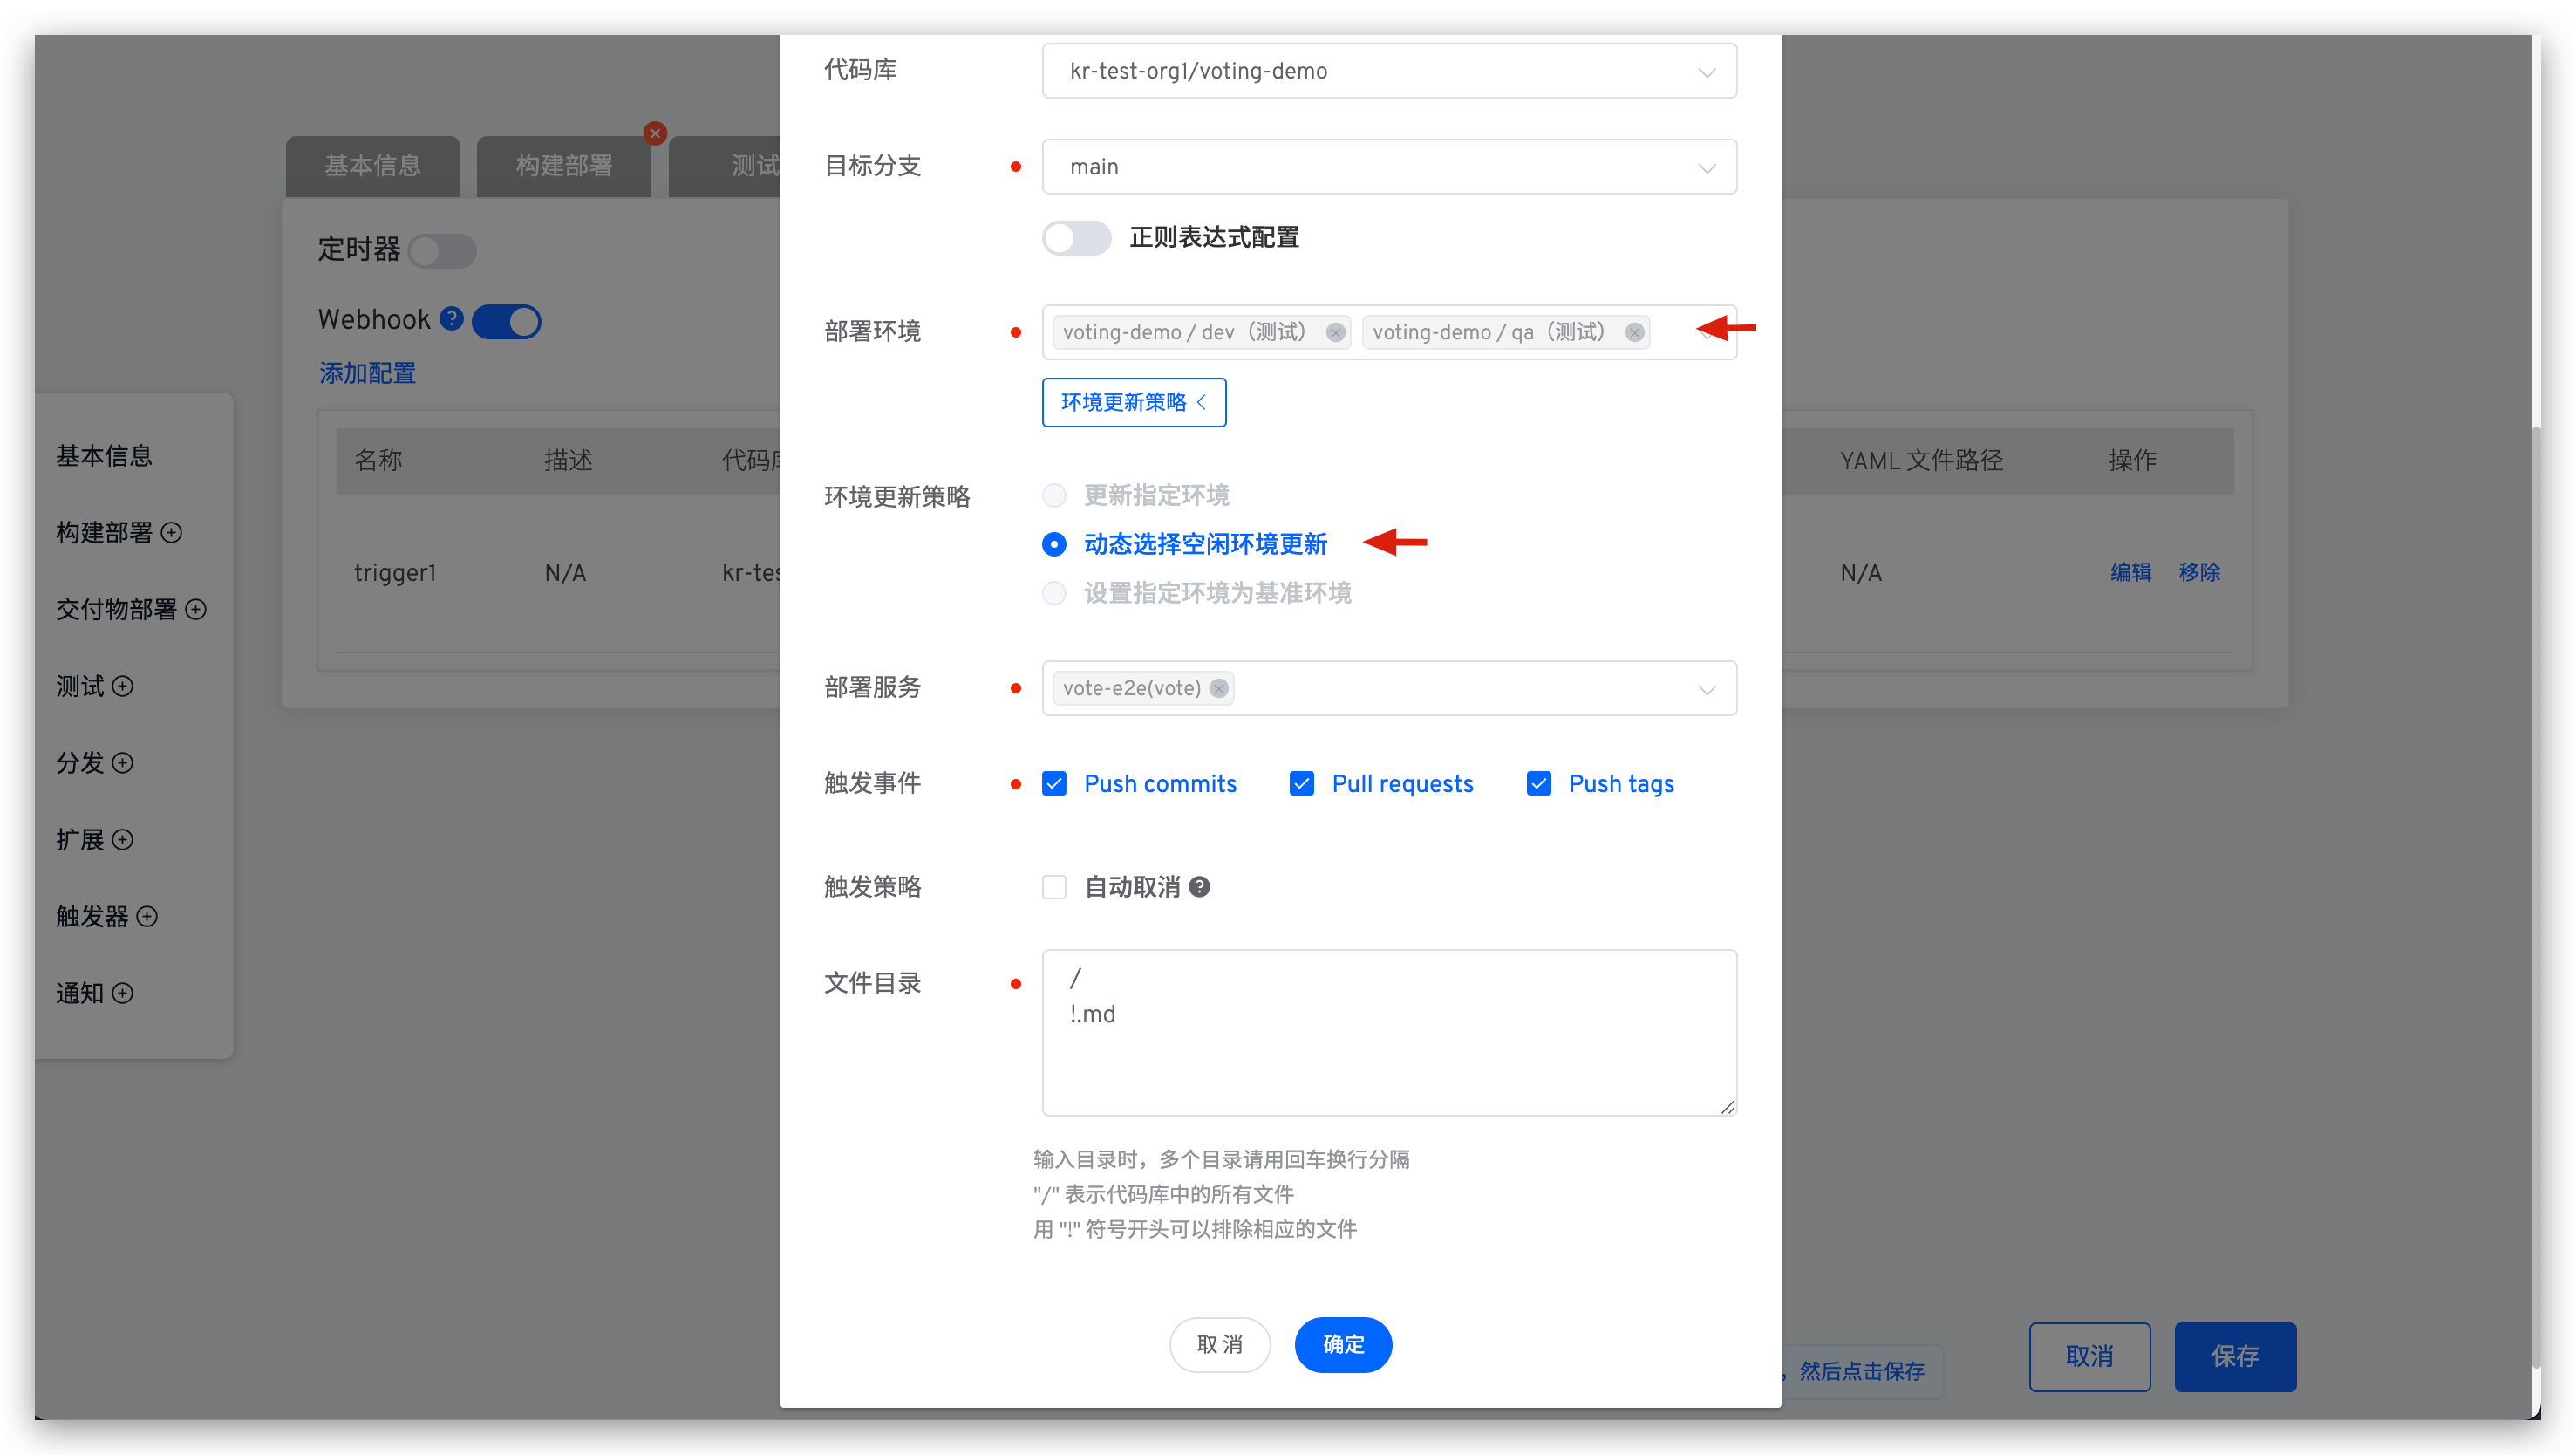 代码库
kr-test-org1/voting-demo
目标分支
main
正则表达式配置
部署环境
voting-demo / dev（测试）
voting-demo / qa（测试）
环境更新策略
环境更新策略
更新指定环境
动态选择空闲环境更新
设置指定环境为基准环境
部署服务
vote-e2e(vote)
触发事件
Push commits
Pull requests
Push tags
触发策略
自动取消
文件目录
/
!.md
输入目录时，多个目录请用回车换行分隔
"/" 表示代码库中的所有文件
用 "!" 符号开头可以排除相应的文件
取 消
确定
基本信息
构建部署
测试
定时器
Webhook
添加配置
名称
描述
代码库
YAML 文件路径
操作
trigger1
N/A
kr-tes
N/A
编辑
移除
基本信息
构建部署
交付物部署
测试
分发
扩展
触发器
通知
，然后点击保存
取消
保存